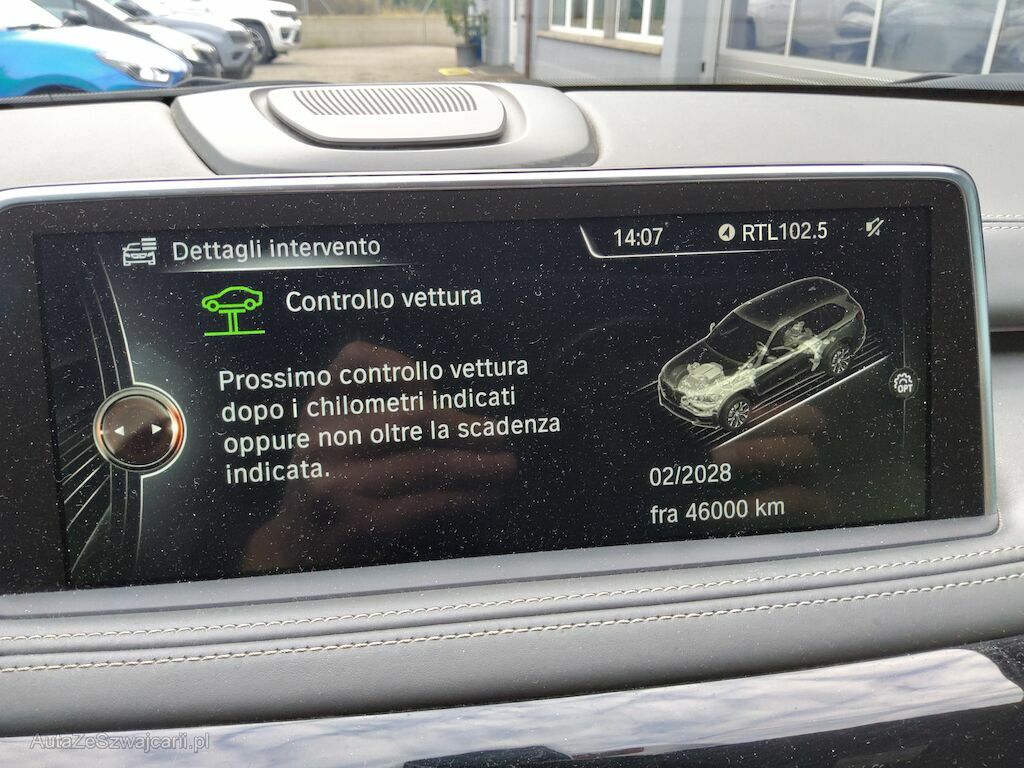 Dettagli intervento
14:07
RTL102.5
Controllo vettura
Prossimo controllo vettura
dopo i chilometri indicati
oppure non oltre la scadenza
indicata.
OPT
02/2028
fra 46000 km
AutaZeSzwajcarii.pl